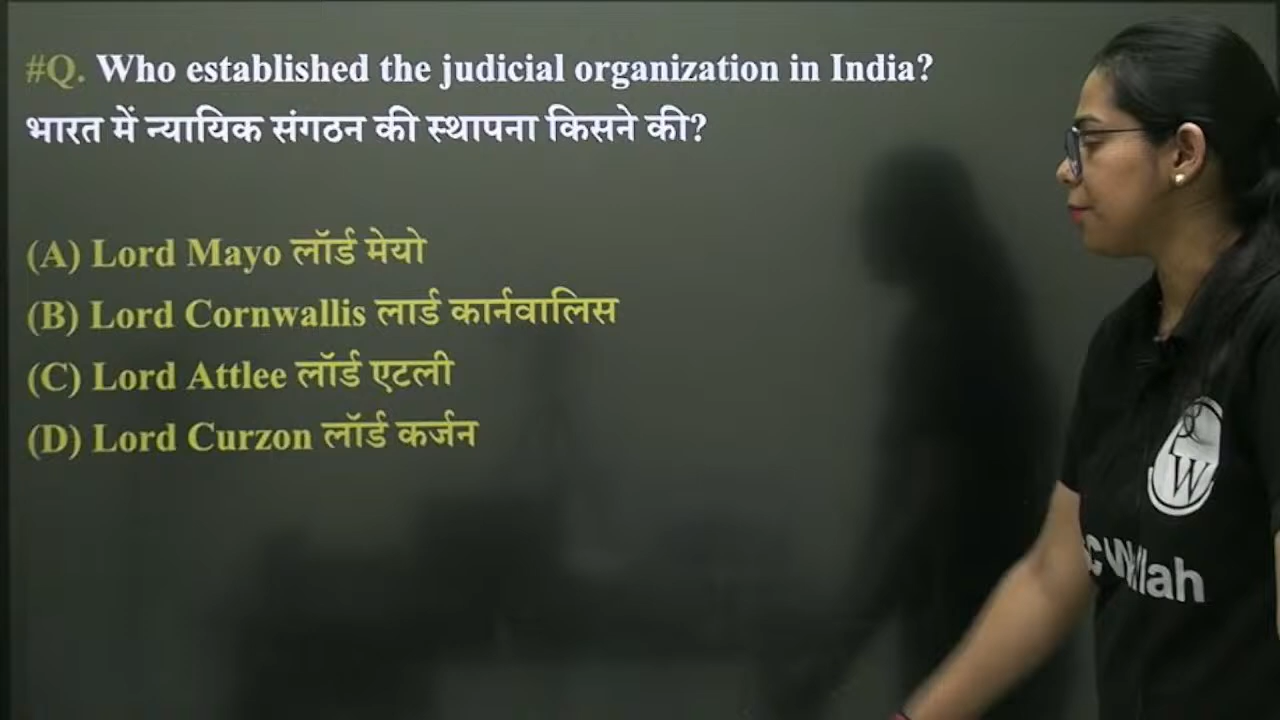 #Q. Who established the judicial organization in India?
भारत में न्यायिक संगठन की स्थापना किसने की?
(A) Lord Mayo लॉर्ड मेयो
(B) Lord Cornwallis लार्ड कार्नवालिस
(C) Lord Attlee लॉर्ड एटली
(D) Lord Curzon लॉर्ड कर्जन
W